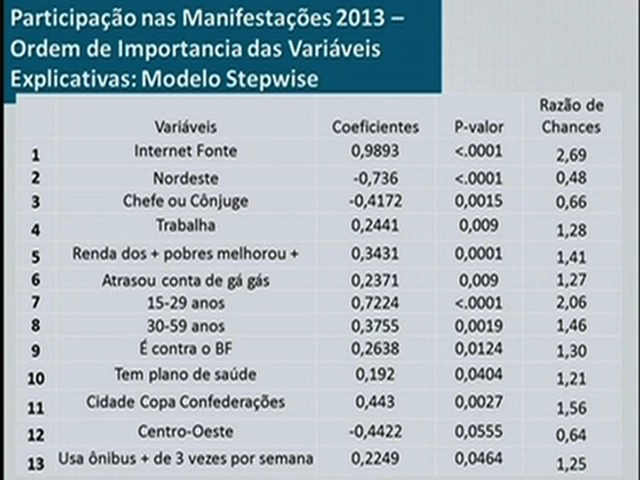 Participação nas Manifestações 2013 –
Ordem de Importancia das Variáveis
Explicativas: Modelo Stepwise
Variáveis Coeficientes P-valor Razão de Chances
1 Internet Fonte 0,9893 <.0001 2,69
2 Nordeste -0,736 <.0001 0,48
3 Chefe ou Cônjuge -0,4172 0,0015 0,66
4 Trabalha 0,2441 0,009 1,28
5 Renda dos + pobres melhorou + 0,3431 0,0001 1,41
6 Atrasou conta de gá gás 0,2371 0,009 1,27
7 15-29 anos 0,7224 <.0001 2,06
8 30-59 anos 0,3755 0,0019 1,46
9 É contra o BF 0,2638 0,0124 1,30
10 Tem plano de saúde 0,192 0,0404 1,21
11 Cidade Copa Confederações 0,443 0,0027 1,56
12 Centro-Oeste -0,4422 0,0555 0,64
13 Usa ônibus + de 3 vezes por semana 0,2249 0,0464 1,25